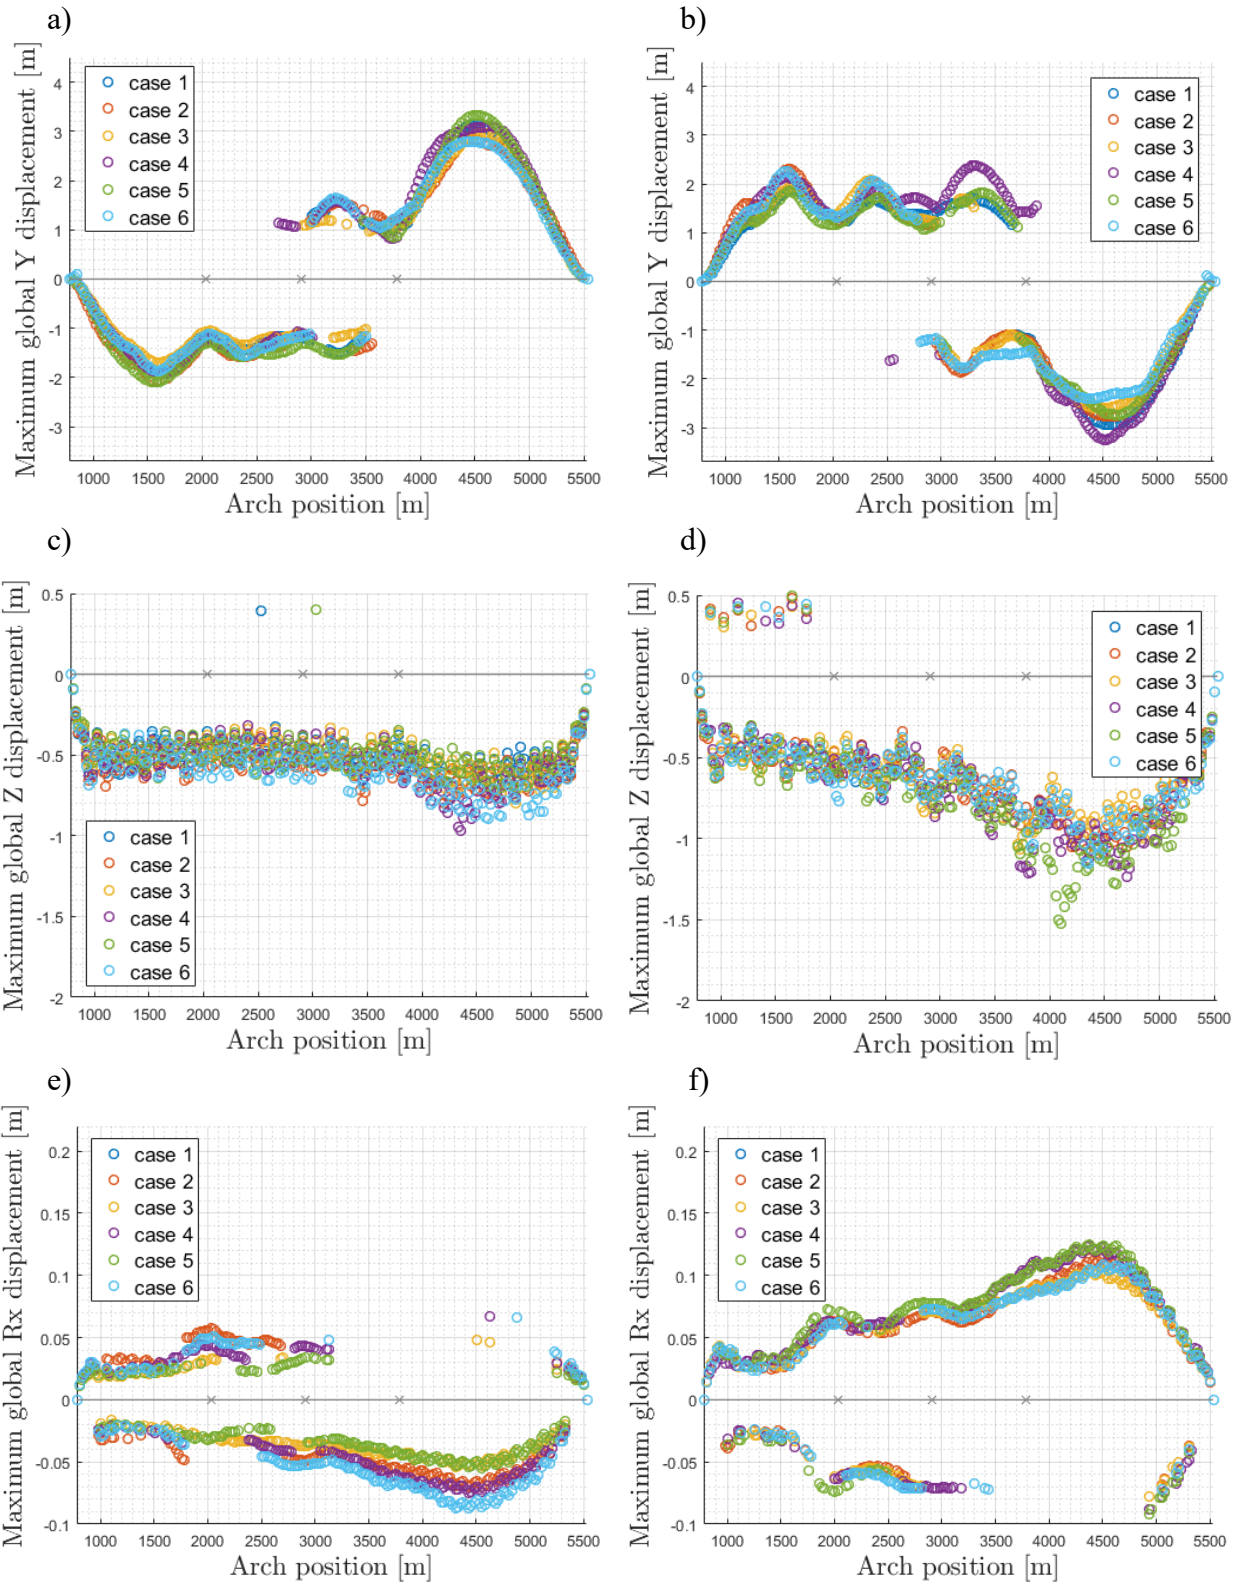 a)
Maximum global Y displacement [m]
4
3
2
1
0
-1
-2
-3
case 1
case 2
case 3
case 4
case 5
case 6
1000 1500 2000 2500 3000 3500 4000 4500 5000 5500
Arch position [m]
b)
Maximum global Y displacement [m]
4
3
2
1
0
-1
-2
-3
case 1
case 2
case 3
case 4
case 5
case 6
1000 1500 2000 2500 3000 3500 4000 4500 5000 5500
Arch position [m]
c)
Maximum global Z displacement [m]
0.5
0
-0.5
-1
-1.5
-2
case 1
case 2
case 3
case 4
case 5
case 6
1000 1500 2000 2500 3000 3500 4000 4500 5000 5500
Arch position [m]
d)
Maximum global Z displacement [m]
0.5
0
-0.5
-1
-1.5
-2
case 1
case 2
case 3
case 4
case 5
case 6
1000 1500 2000 2500 3000 3500 4000 4500 5000 5500
Arch position [m]
e)
Maximum global Rx displacement [m]
0.2
0.15
0.1
0.05
0
-0.05
-0.1
case 1
case 2
case 3
case 4
case 5
case 6
1000 1500 2000 2500 3000 3500 4000 4500 5000 5500
Arch position [m]
f)
Maximum global Rx displacement [m]
0.2
0.15
0.1
0.05
0
-0.05
-0.1
case 1
case 2
case 3
case 4
case 5
case 6
1000 1500 2000 2500 3000 3500 4000 4500 5000 5500
Arch position [m]